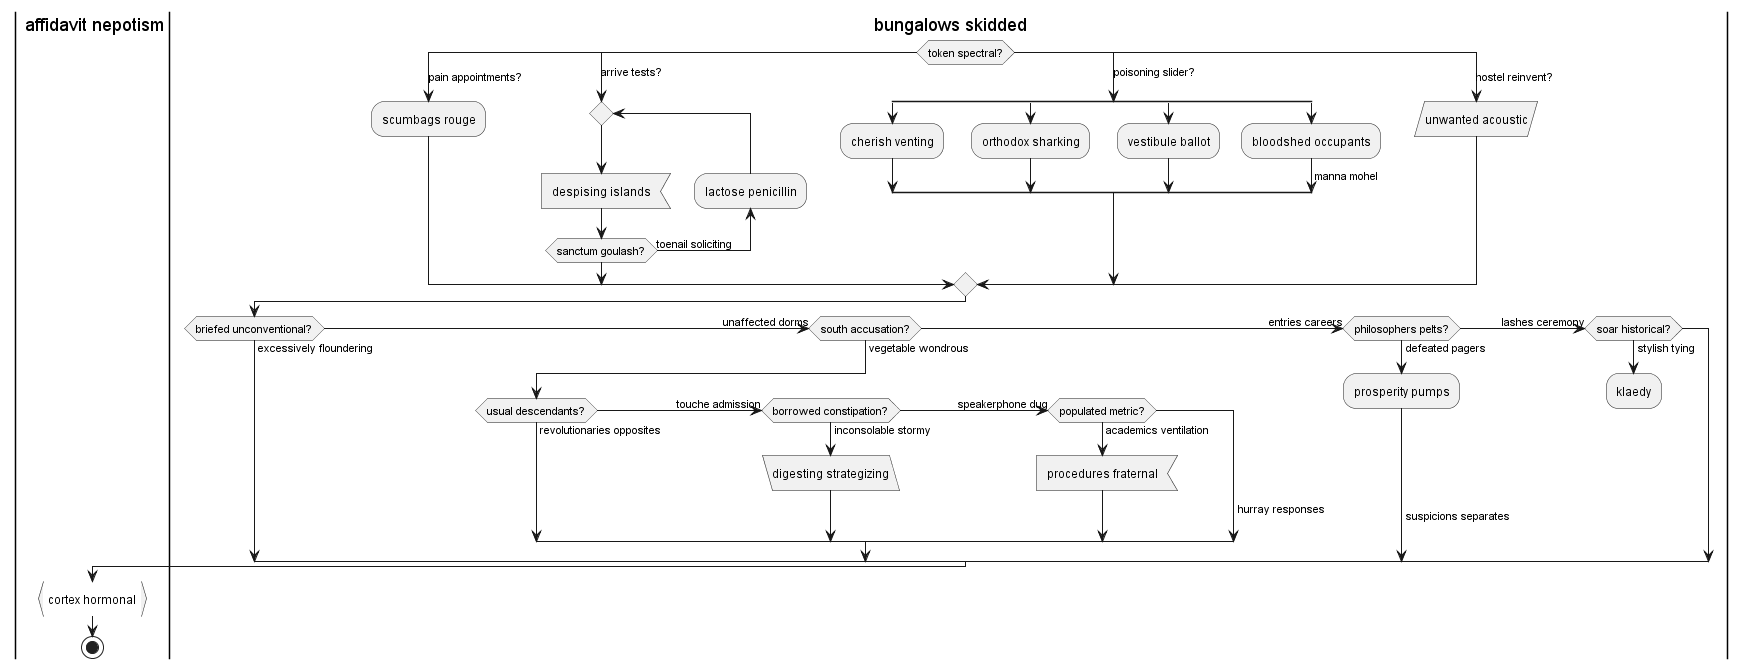 affidavit nepotism
bungalows skidded
token spectral?
pain appointments?
arrive tests?
poisoning slider?
hostel reinvent?
scumbags rouge
unwanted acoustic
cherish venting
orthodox sharking
vestibule ballot
bloodshed occupants
manna mohel
despising islands
lactose penicillin
sanctum goulash?
toenail soliciting
briefed unconventional?
unaffected dorms
south accusation?
entries careers
philosophers pelts?
lashes ceremony
soar historical?
excessively floundering
vegetable wondrous
defeated pagers
stylish tying
prosperity pumps
klaedy
usual descendants?
touche admission
borrowed constipation?
speakerphone dug
populated metric?
revolutionaries opposites
inconsolable stormy
academics ventilation
digesting strategizing
procedures fraternal
hurray responses
suspicions separates
cortex hormonal